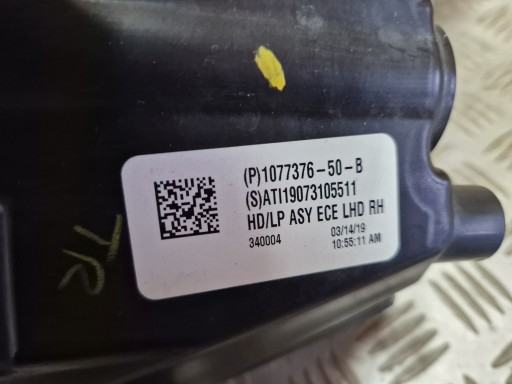 (P)1077376-50-B
(S)ATI19073105511
HD/LP ASY ECE LHD RH
340004 03/14/19
10:55:11 AM